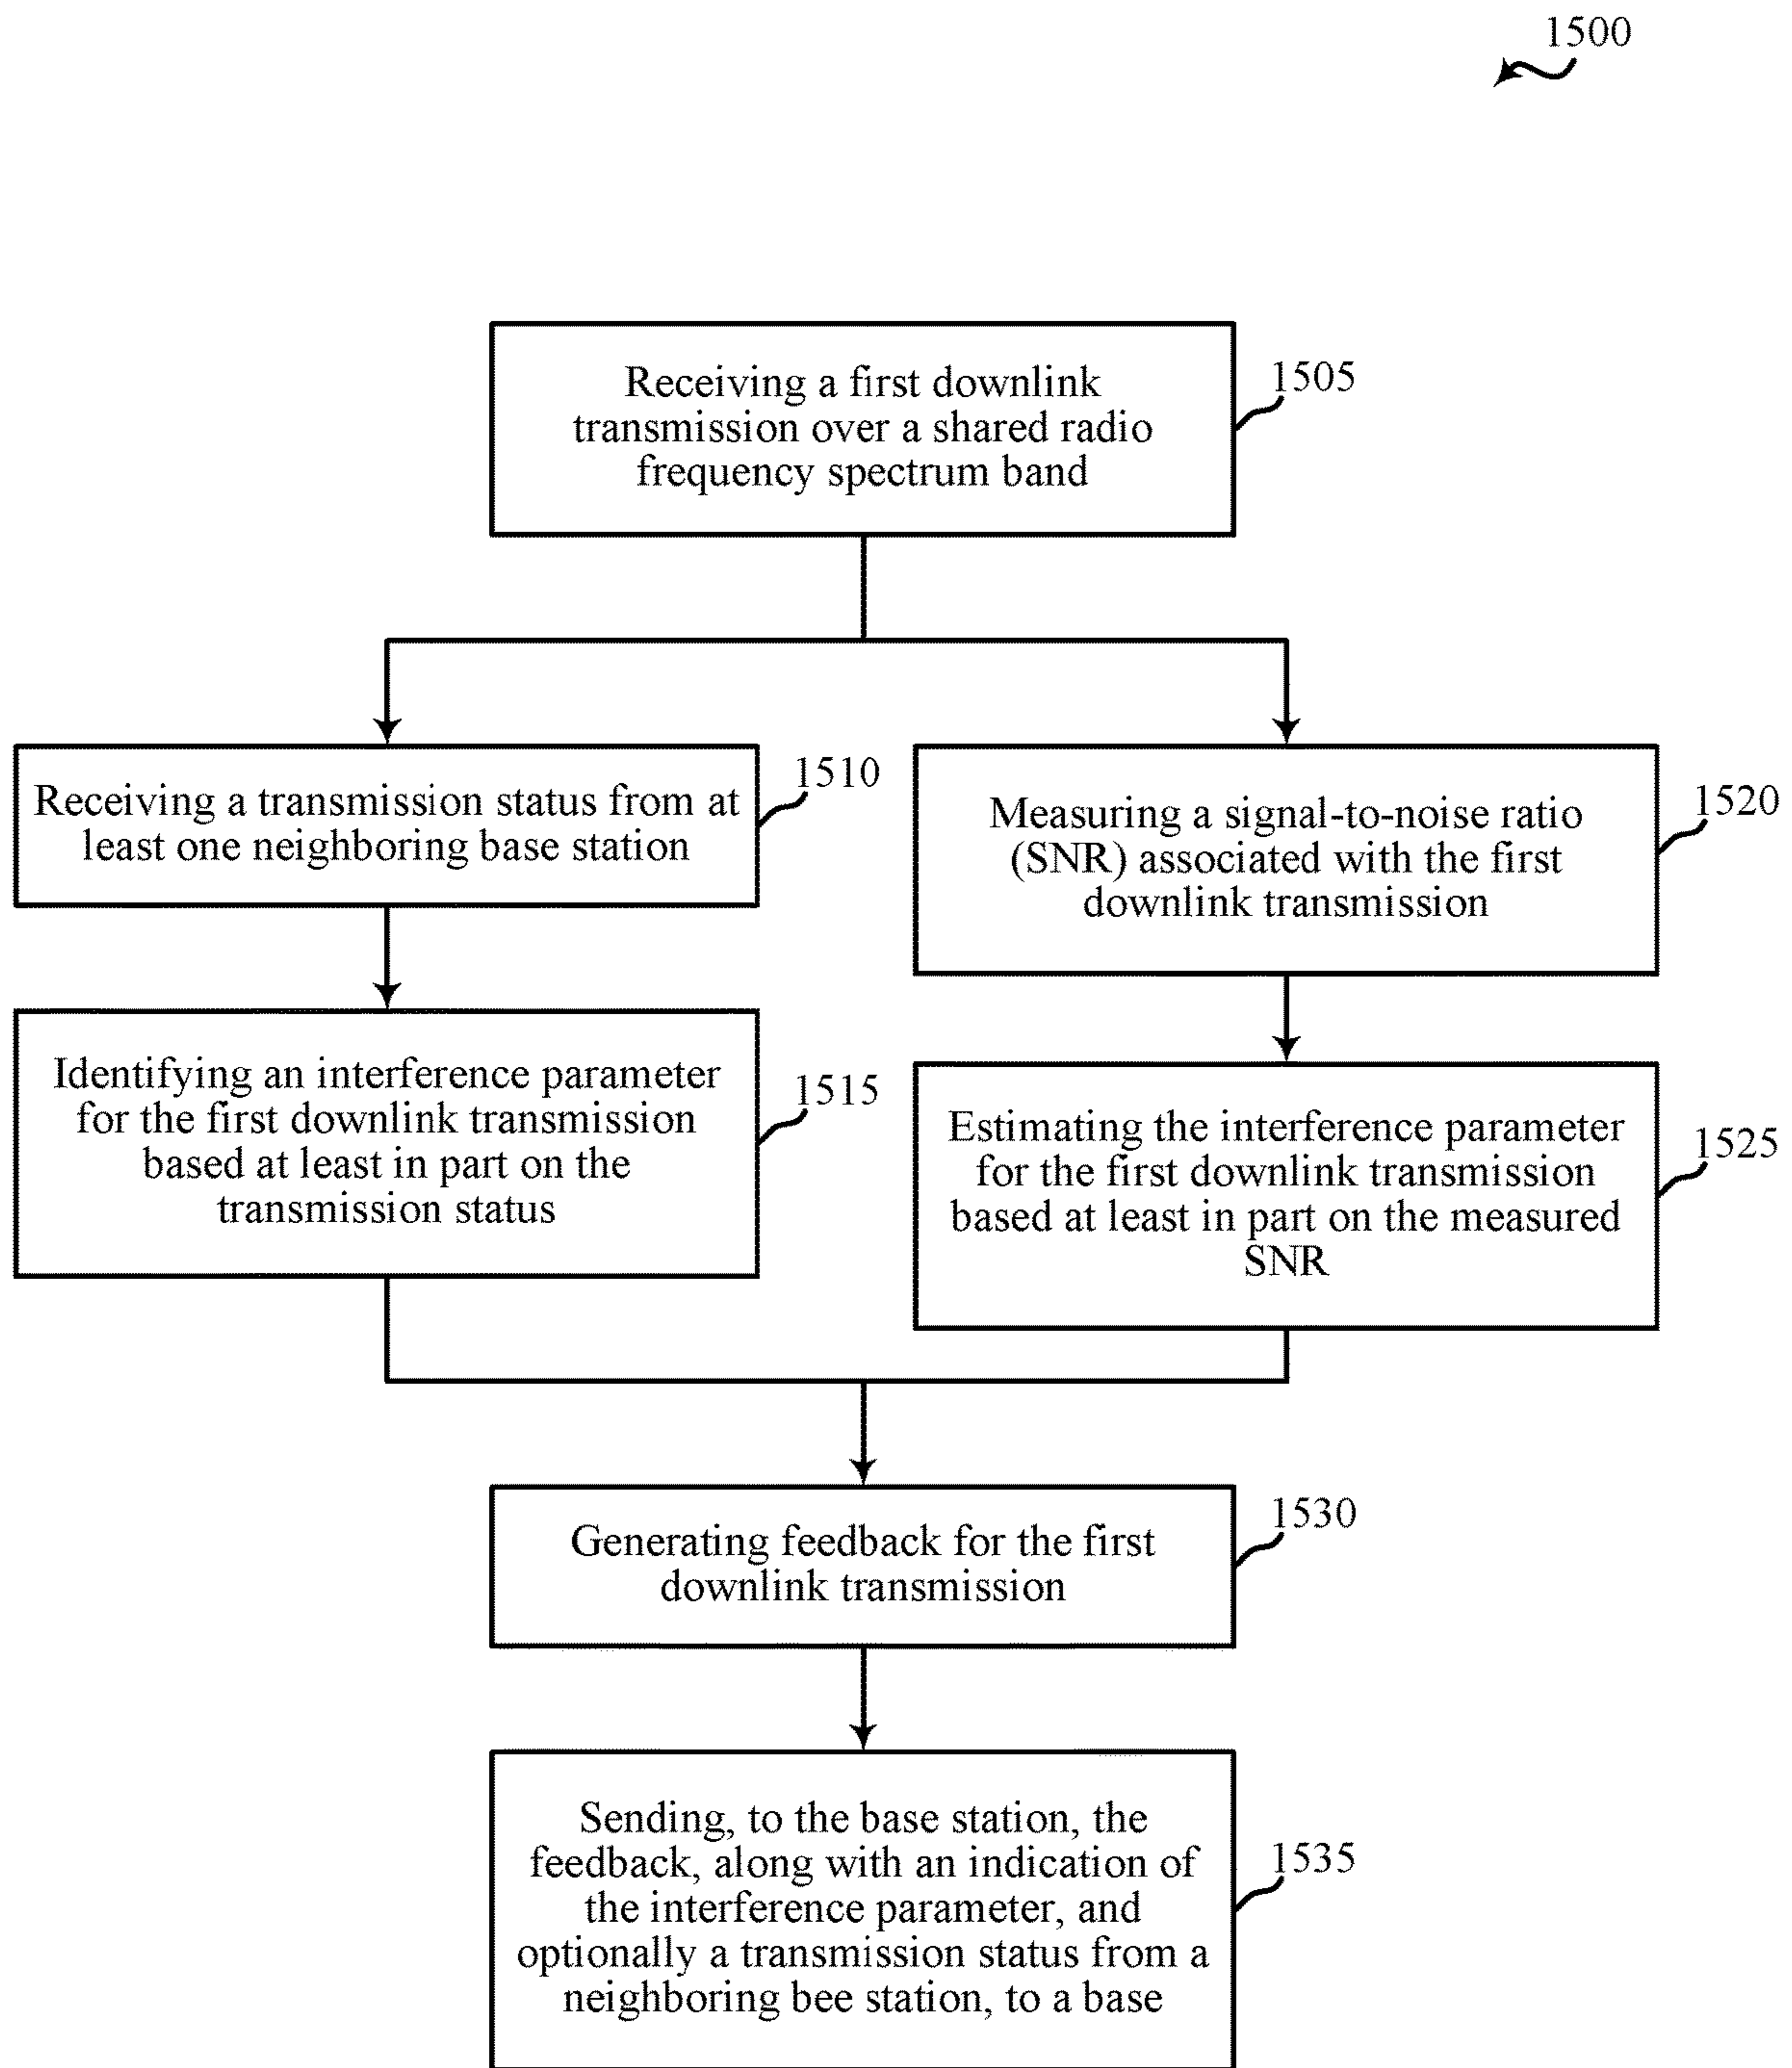 1500
Receiving a first downlink
transmission over a shared radio
frequency spectrum band
1505
Receiving a transmission status from at
least one neighboring base station
1510
Identifying an interference parameter
for the first downlink transmission
based at least in part on the
transmission status
1515
Measuring a signal-to-noise ratio
(SNR) associated with the first
downlink transmission
1520
Estimating the interference parameter
for the first downlink transmission
based at least in part on the measured
SNR
1525
Generating feedback for the first
downlink transmission
1530
Sending, to the base station, the
feedback, along with an indication of
the interference parameter, and
optionally a transmission status from a
neighboring bee station, to a base
1535